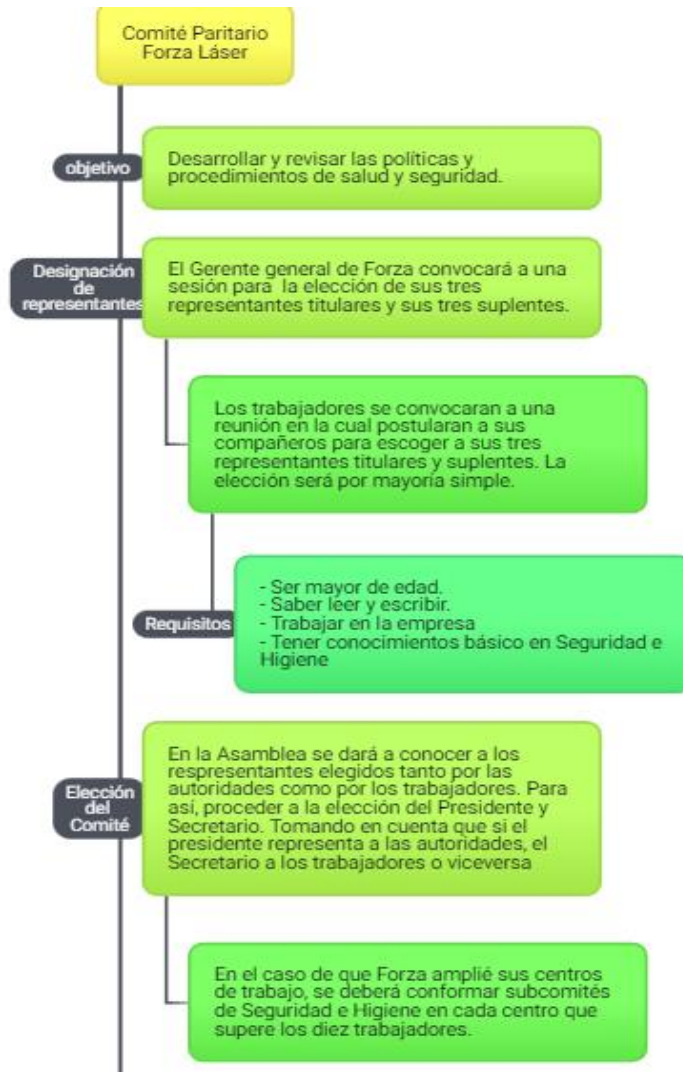 Comité Paritario
Forza Láser
objetivo
Desarrollar y revisar las políticas y
procedimientos de salud y seguridad.
Designación
de
representantes
El Gerente general de Forza convocará a una
sesión para la elección de sus tres
representantes titulares y sus tres suplentes.
Los trabajadores se convocaran a una
reunión en la cual postularan a sus
compañeros para escoger a sus tres
representantes titulares y suplentes. La
elección será por mayoría simple.
Requisitos
- Ser mayor de edad.
- Saber leer y escribir.
- Trabajar en la empresa
- Tener conocimientos básico en Seguridad e
Higiene
Elección
del
Comité
En la Asamblea se dará a conocer a los
respresentantes elegidos tanto por las
autoridades como por los trabajadores. Para
así, proceder a la elección del Presidente y
Secretario. Tomando en cuenta que si el
presidente representa a las autoridades, el
Secretario a los trabajadores o viceversa
En el caso de que Forza amplié sus centros
de trabajo, se deberá conformar subcomités
de Seguridad e Higiene en cada centro que
supere los diez trabajadores.